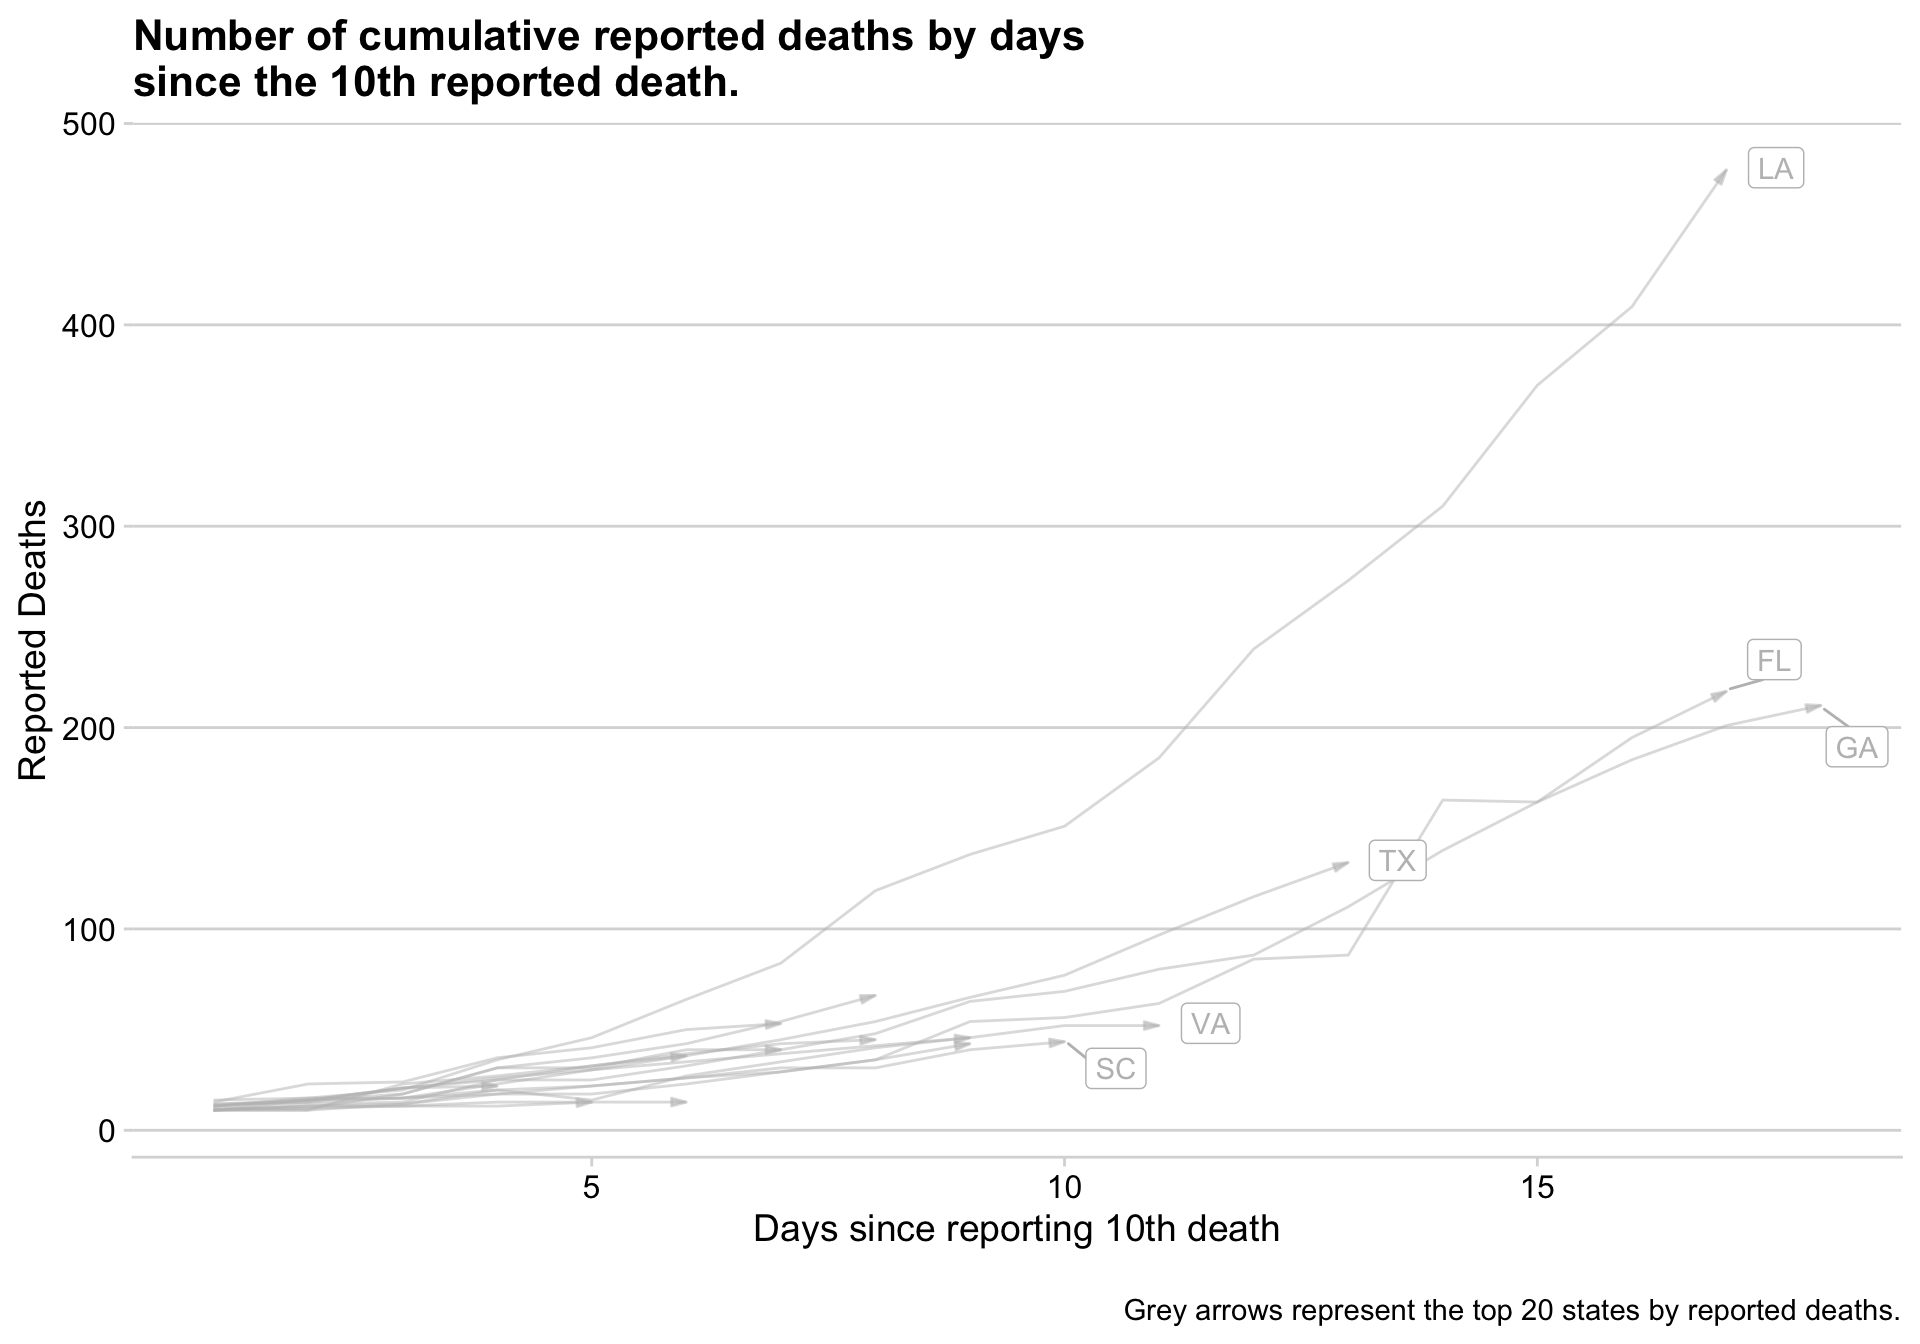 Number of cumulative reported deaths by days
since the 10th reported death.
500
LA
400
300
Reported Deaths
FL
200
GA
TX
100
VA
SC
0
5 10 15
Days since reporting 10th death
Grey arrows represent the top 20 states by reported deaths.